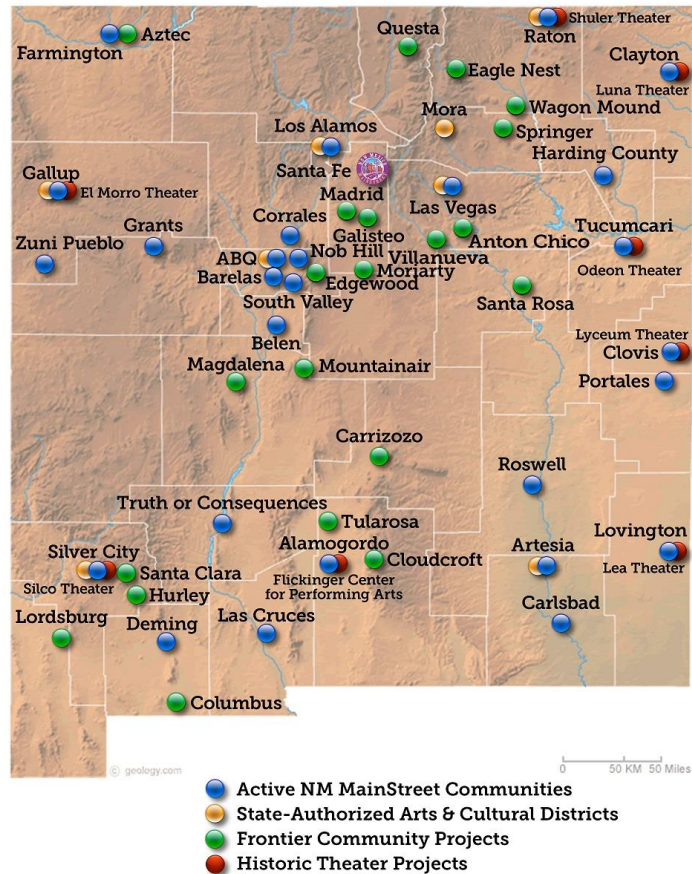 Questa
Raton
Shuler Theater
Farmington
Aztec
Clayton
Luna Theater
Eagle Nest
Wagon Mound
Mora
Springer
Los Alamos
Harding County
Santa Fe
Gallup
El Morro Theater
Madrid
Las Vegas
Galisteo
Corrales
Grants
Tucumcari
Odeon Theater
Zuni Pueblo
Nob Hill
Villanueva
Anton Chico
ABQ
Moriarty
Barelas
Edgewood
South Valley
Santa Rosa
Belen
Lyceum Theater
Clovis
Magdalena
Mountainair
Portales
Carrizozo
Roswell
Truth or Consequences
Tularosa
Lovington
Lea Theater
Silver City
Silco Theater
Santa Clara
Alamogordo
Cloudcroft
Flickinger Center
for Performing Arts
Artesia
Hurley
Carlsbad
Lordsburg
Deming
Las Cruces
Columbus
© geology.com
0 50 KM 50 Miles
Active NM MainStreet Communities
State-Authorized Arts & Cultural Districts
Frontier Community Projects
Historic Theater Projects